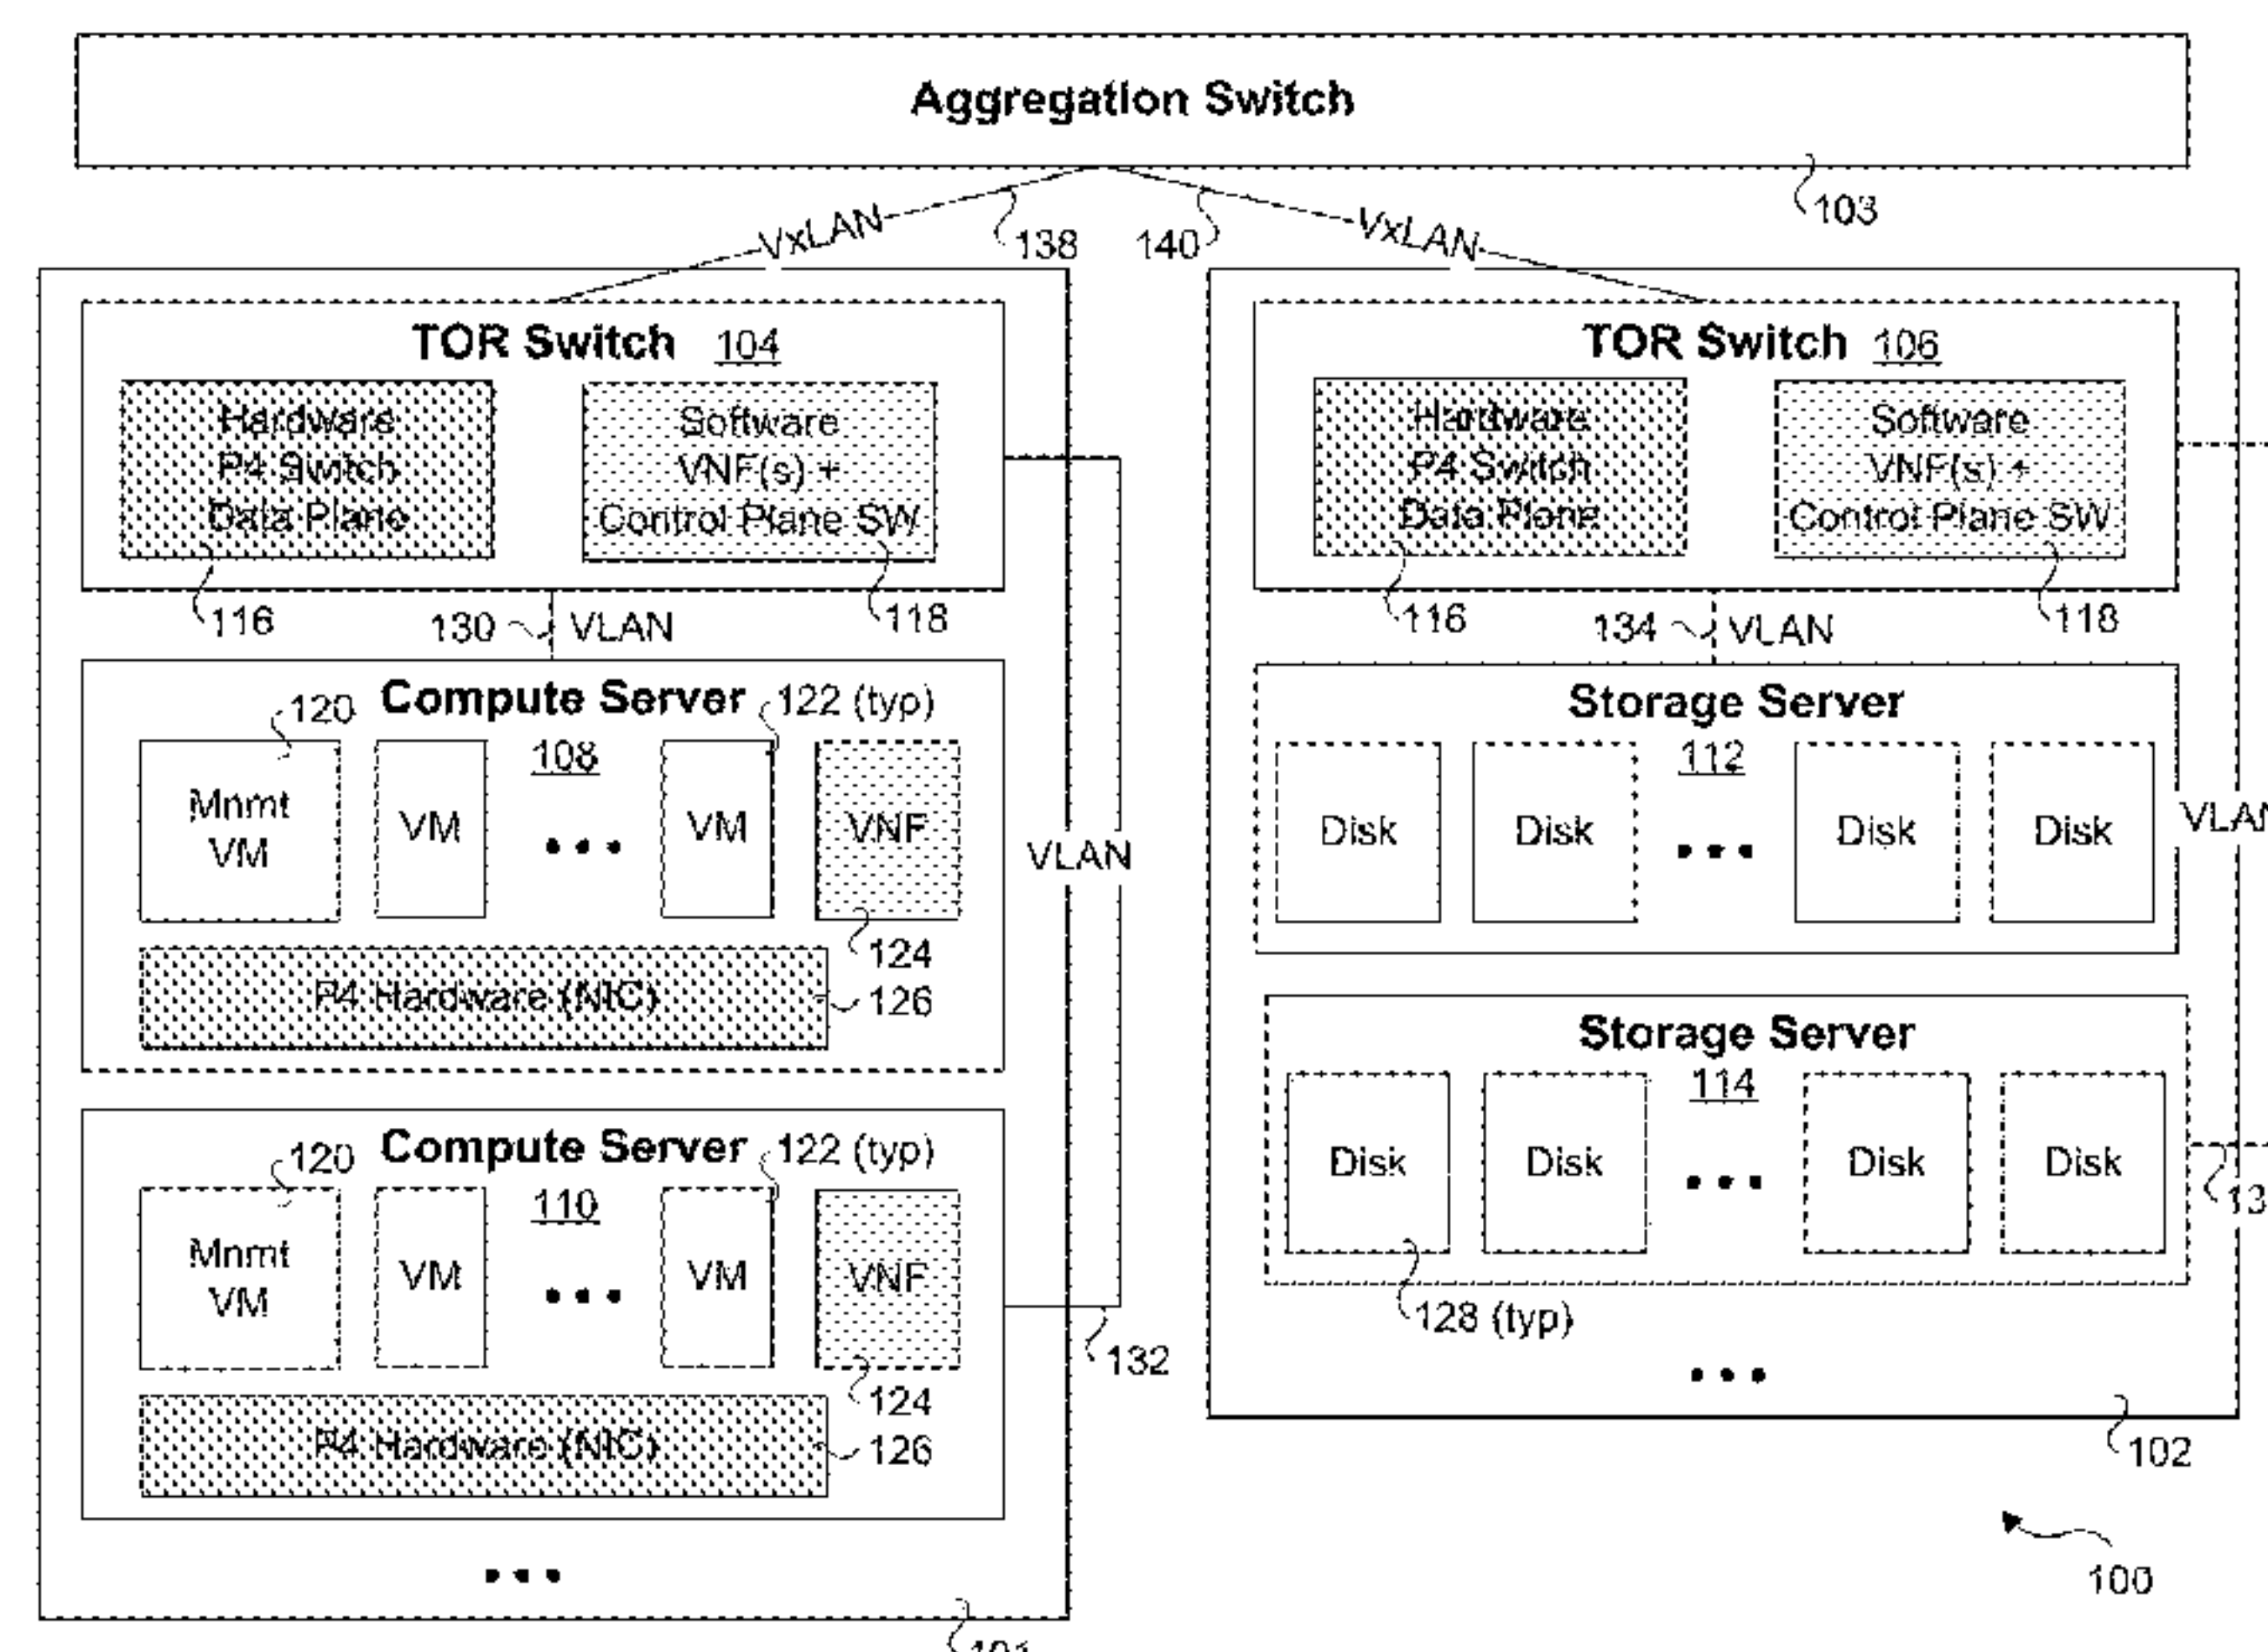 Aggregation Switch
103
VxLAN
138
140
VxLAN
TOR Switch 104
Hardware
P4 Switch
Data Plane
Software
VNF(s) +
Control Plane SW
116
130
VLAN
118
120
Compute Server
122 (typ)
108
Mnmt
VM
VM
VM
VNF
124
P4 Hardware (NIC)
126
VLAN
120
Compute Server
122 (typ)
110
Mnmt
VM
VM
VM
VNF
124
P4 Hardware (NIC)
126
132
101
TOR Switch 106
Hardware
P4 Switch
Data Plane
Software
VNF(s) +
Control Plane SW
116
134
VLAN
118
Storage Server
112
Disk
Disk
Disk
Disk
Storage Server
114
Disk
Disk
Disk
Disk
128 (typ)
102
100